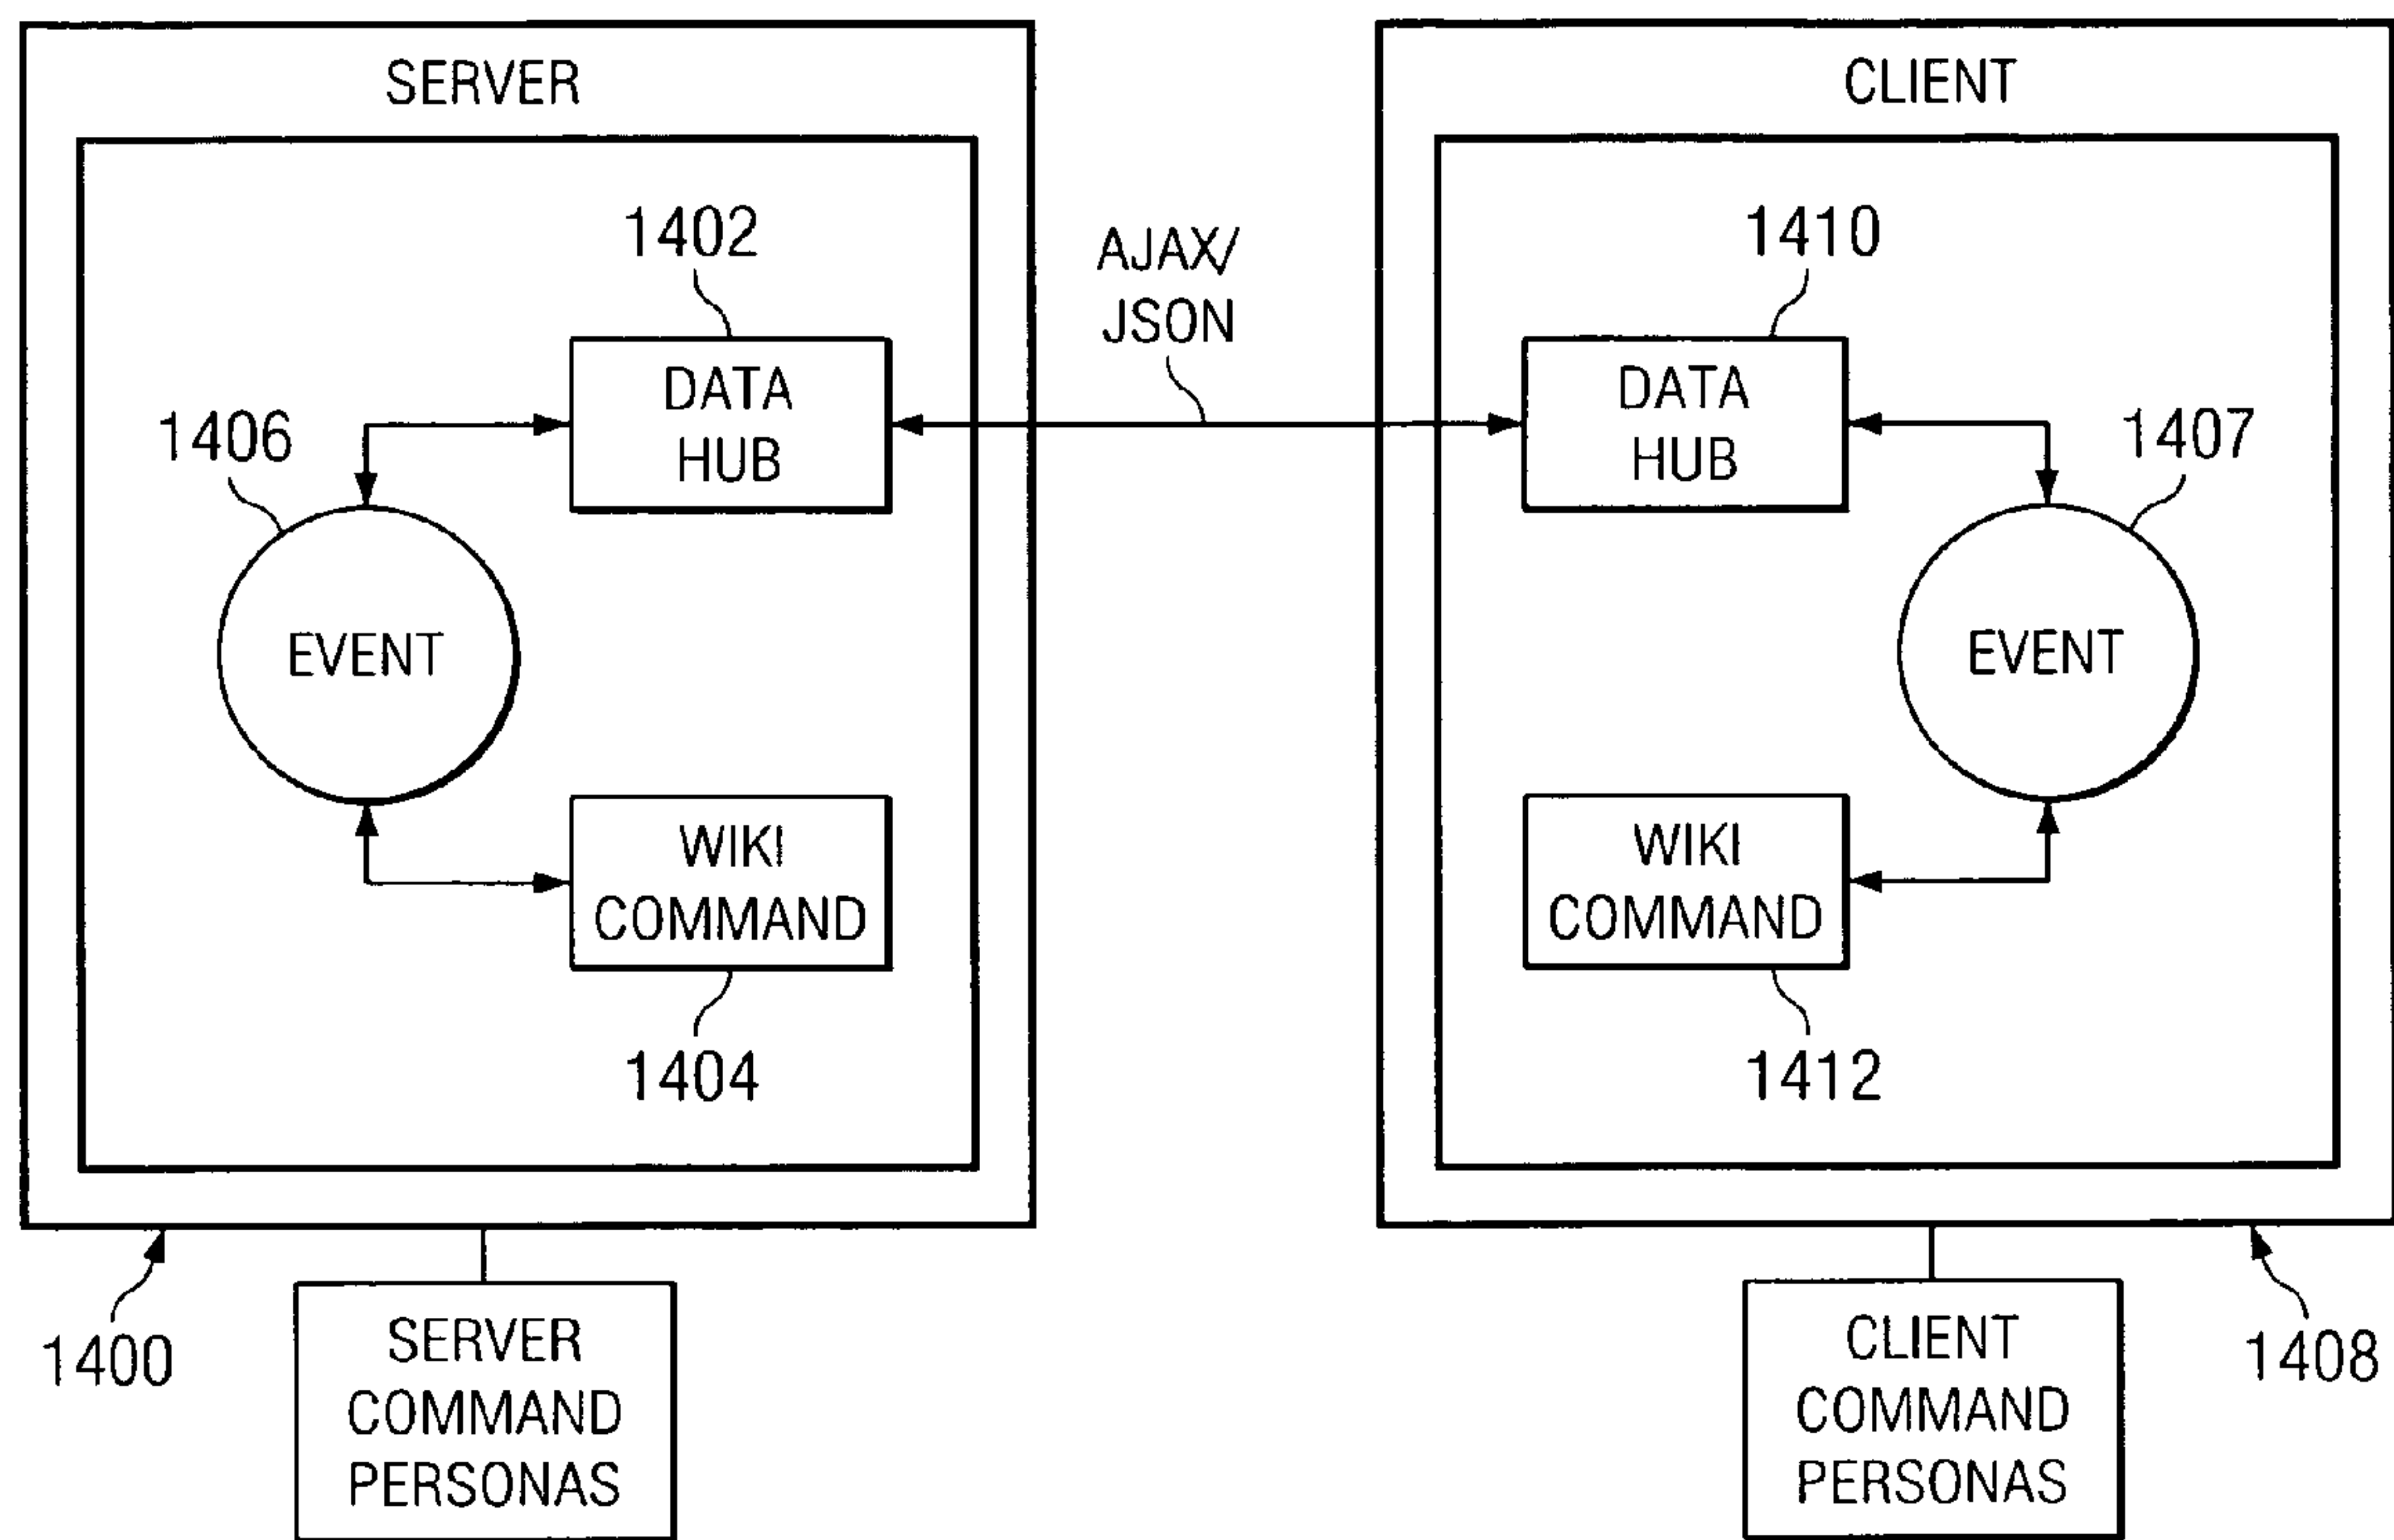 SERVER
1402
DATA
HUB
1406
EVENT
WIKI
COMMAND
1404
1400
SERVER
COMMAND
PERSONAS
AJAX/
JSON
CLIENT
1410
DATA
HUB
1407
EVENT
WIKI
COMMAND
1412
CLIENT
COMMAND
PERSONAS
1408